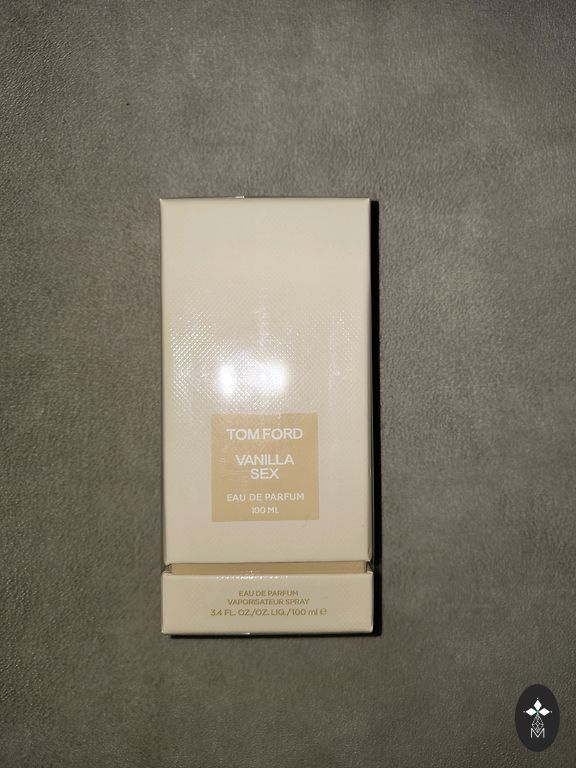 TOM FORD
VANILLA
SEX
EAU DE PARFUM
100 ML
EAU DE PARFUM
VAPORISATEUR SPRAY
3.4 FL. OZ./OZ. LIQ./100 ml ℮
M